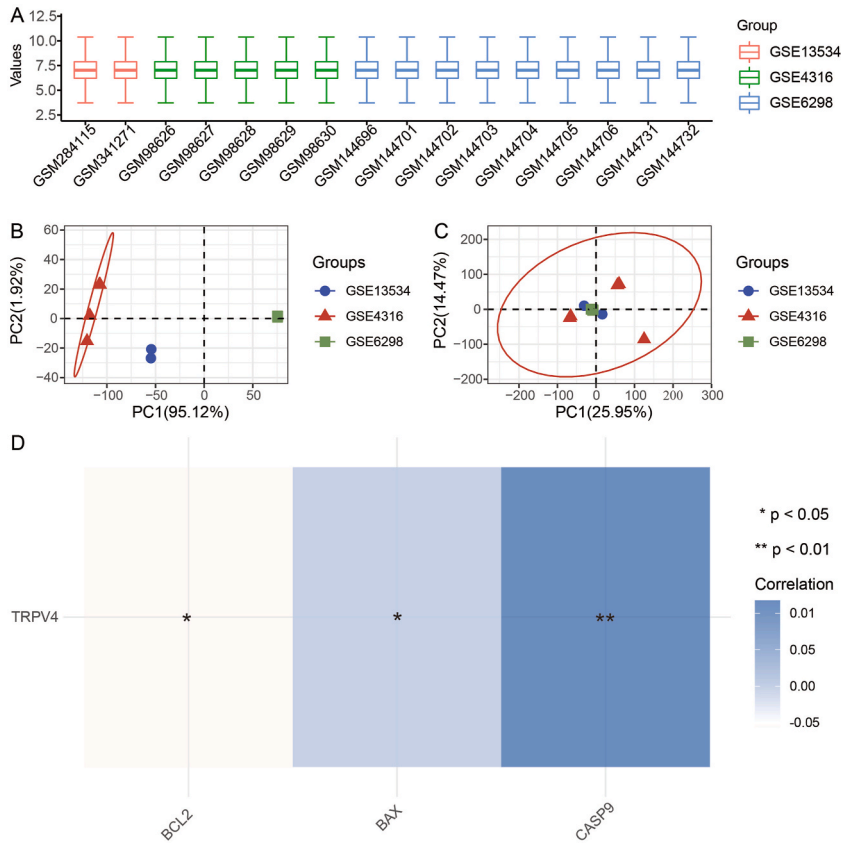 A
Values
12.5
10.0
7.5
5.0
2.5
GSM284115
GSM341271
GSM98626
GSM98627
GSM98628
GSM98629
GSM98630
GSM144696
GSM144701
GSM144702
GSM144703
GSM144704
GSM144705
GSM144706
GSM144731
GSM144732
Group
GSE13534
GSE4316
GSE6298
B
PC2(1.92%)
60
40
20
0
−20
−40
−100
−50
0
50
PC1(95.12%)
Groups
GSE13534
GSE4316
GSE6298
C
PC2(14.47%)
200
100
0
−100
−200
−200
−100
0
100
200
300
PC1(25.95%)
Groups
GSE13534
GSE4316
GSE6298
D
TRPV4
*
*
**
BCL2
BAX
CASP9
* p < 0.05
** p < 0.01
Correlation
0.01
0.05
0.00
-0.05